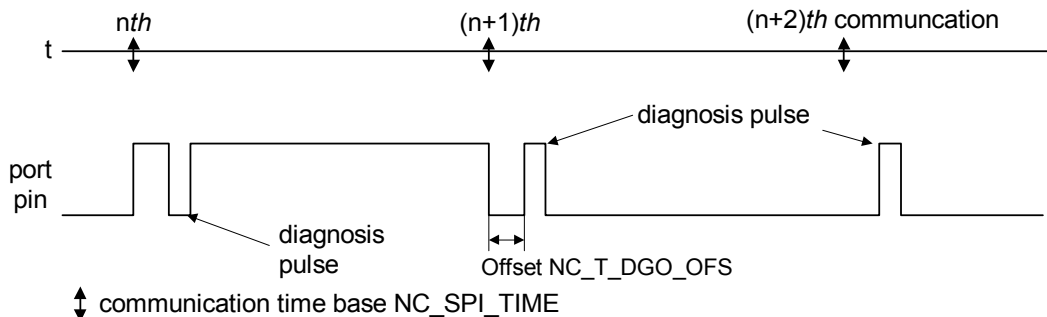 nth (n+1)th (n+2)th communcation
t
diagnosis pulse
port
pin
diagnosis
pulse
Offset NC_T_DGO_OFS
communication time base NC_SPI_TIME